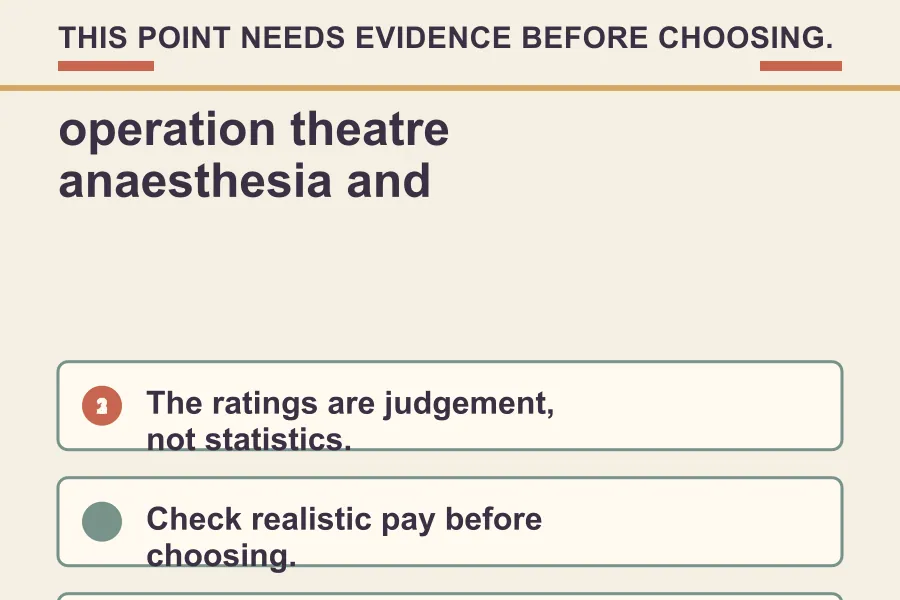 THIS POINT NEEDS EVIDENCE BEFORE CHOOSING.
operation theatre
anaesthesia and
The ratings are judgement,
not statistics.
Check realistic pay before
choosing.